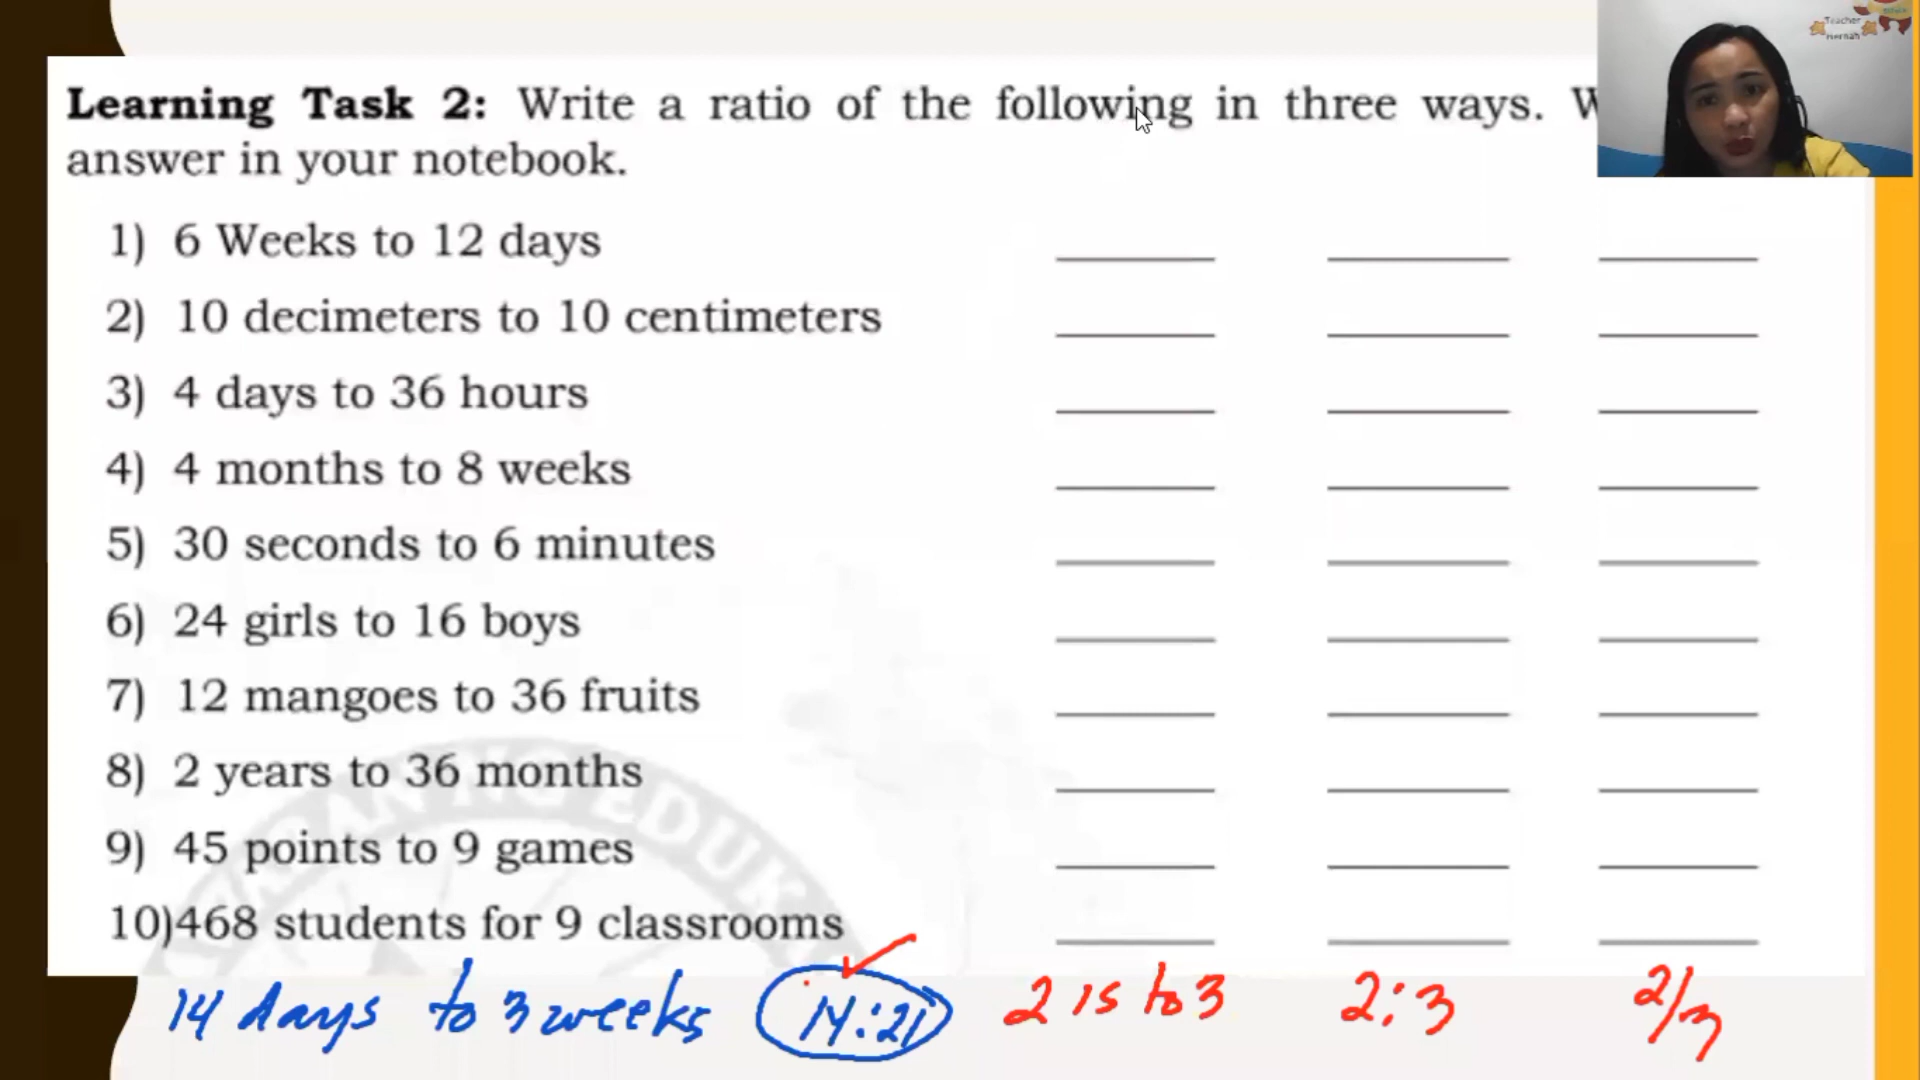 Teacher
Learning Task 2: Write a ratio of the following in three ways. W
answer in your notebook.
1) 6 Weeks to 12 days
2) 10 decimeters to 10 centimeters
3) 4 days to 36 hours
4) 4 months to 8 weeks
5) 30 seconds to 6 minutes
6) 24 girls to 16 boys
7) 12 mangoes to 36 fruits
8) 2 years to 36 months
9) 45 points to 9 games
10)468 students for 9 classrooms
14 days to 3 weeks 14:21 2 is to 3 2:3 2/3